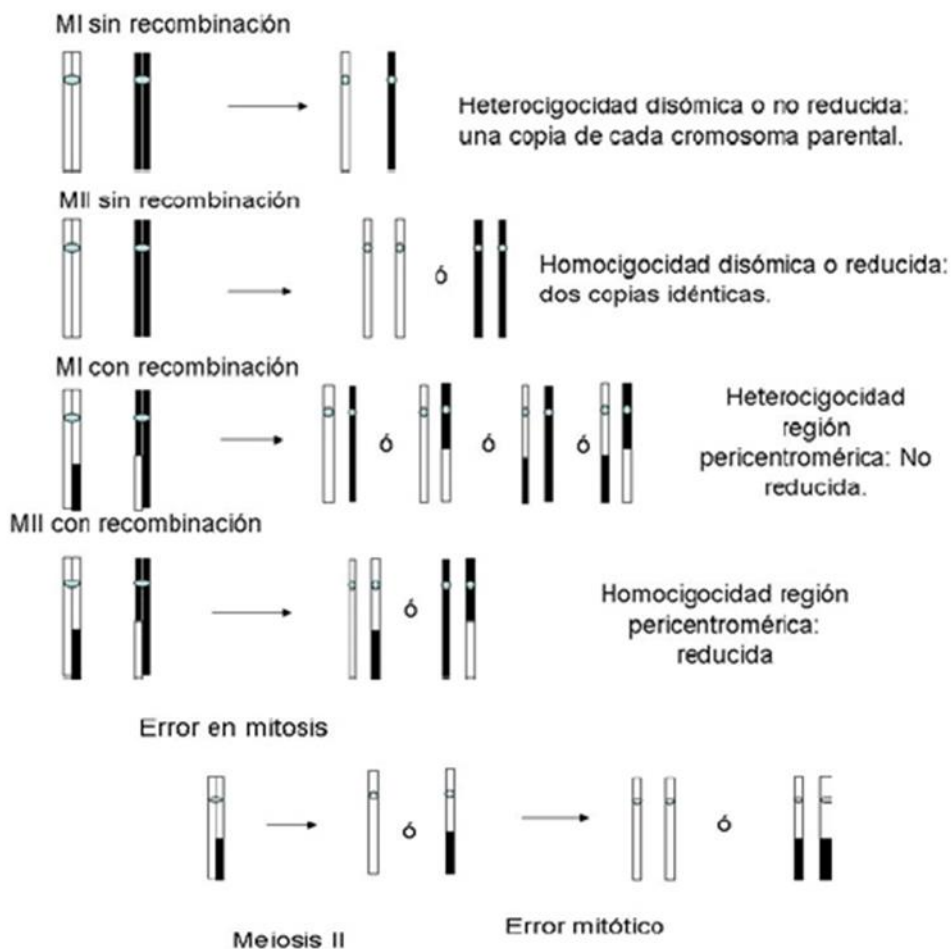 MI sin recombinación
Heterocigocidad disómica o no reducida:
una copia de cada cromosoma parental.
MII sin recombinación
ó
Homocigocidad disómica o reducida:
dos copias idénticas.
MI con recombinación
ó ó ó
Heterocigocidad
región
pericentromérica: No
reducida.
MII con recombinación
ó
Homocigocidad región
pericentromérica:
reducida
Error en mitosis
ó ó
Meiosis II
Error mitótico